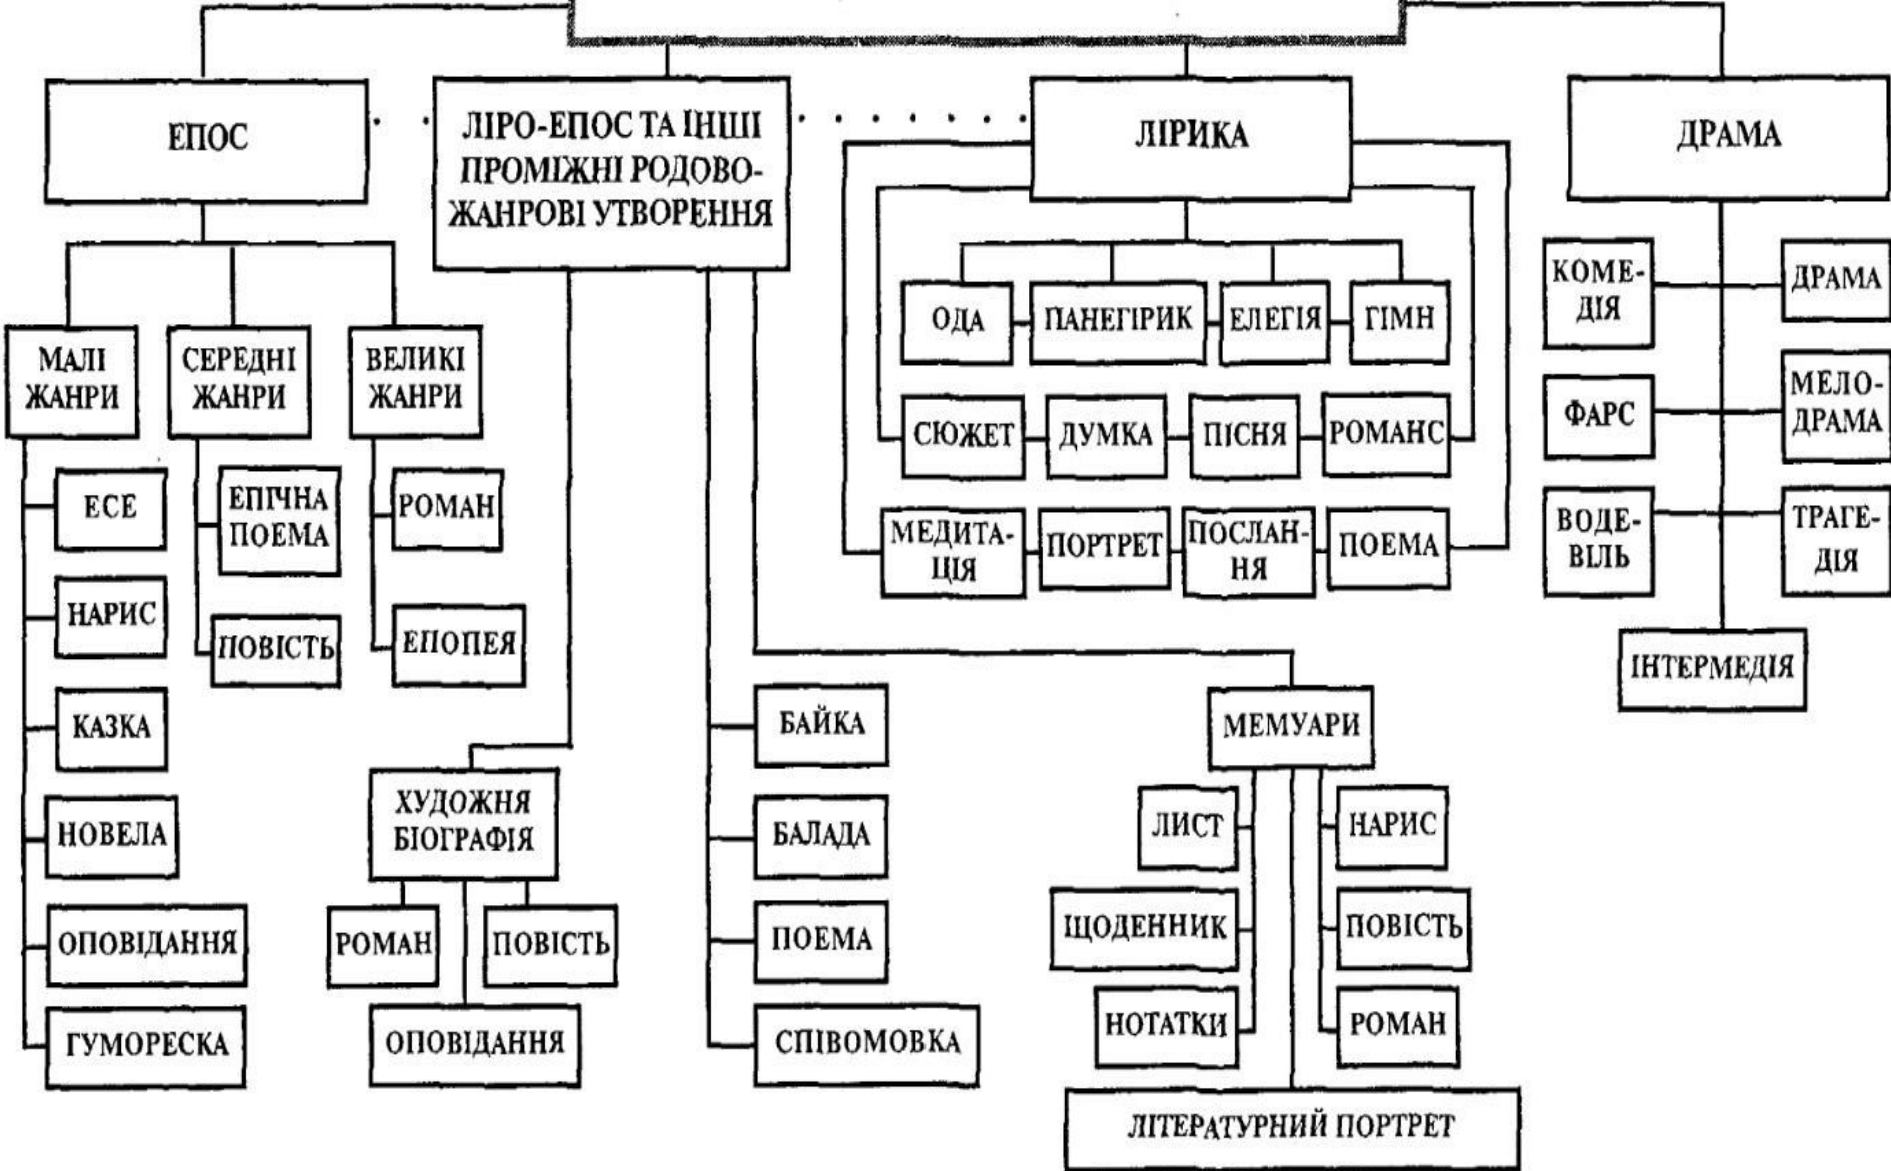 ЕПОС
ЛІРО-ЕПОС ТА ІНШІ
ПРОМІЖНІ РОДОВО-
ЖАНРОВІ УТВОРЕННЯ
ЛІРИКА
ДРАМА
МАЛІ
ЖАНРИ
СЕРЕДНІ
ЖАНРИ
ВЕЛИКІ
ЖАНРИ
ЕСЕ
НАРИС
КАЗКА
НОВЕЛА
ОПОВІДАННЯ
ГУМОРЕСКА
ЕПІЧНА
ПОЕМА
ПОВІСТЬ
РОМАН
ЕПОПЕЯ
ХУДОЖНЯ
БІОГРАФІЯ
РОМАН
ПОВІСТЬ
ОПОВІДАННЯ
БАЙКА
БАЛАДА
ПОЕМА
СПІВОМОВКА
МЕМУАРИ
ЛИСТ
НАРИС
ЩОДЕННИК
ПОВІСТЬ
НОТАТКИ
РОМАН
ЛІТЕРАТУРНИЙ ПОРТРЕТ
ОДА
ПАНЕГІРИК
ЕЛЕГІЯ
ГІМН
СЮЖЕТ
ДУМКА
ПІСНЯ
РОМАНС
МЕДИТА-
ЦІЯ
ПОРТРЕТ
ПОСЛАН-
НЯ
ПОЕМА
КОМЕ-
ДІЯ
ДРАМА
ФАРС
МЕЛО-
ДРАМА
ВОДЕ-
ВІЛЬ
ТРАГЕ-
ДІЯ
ІНТЕРМЕДІЯ